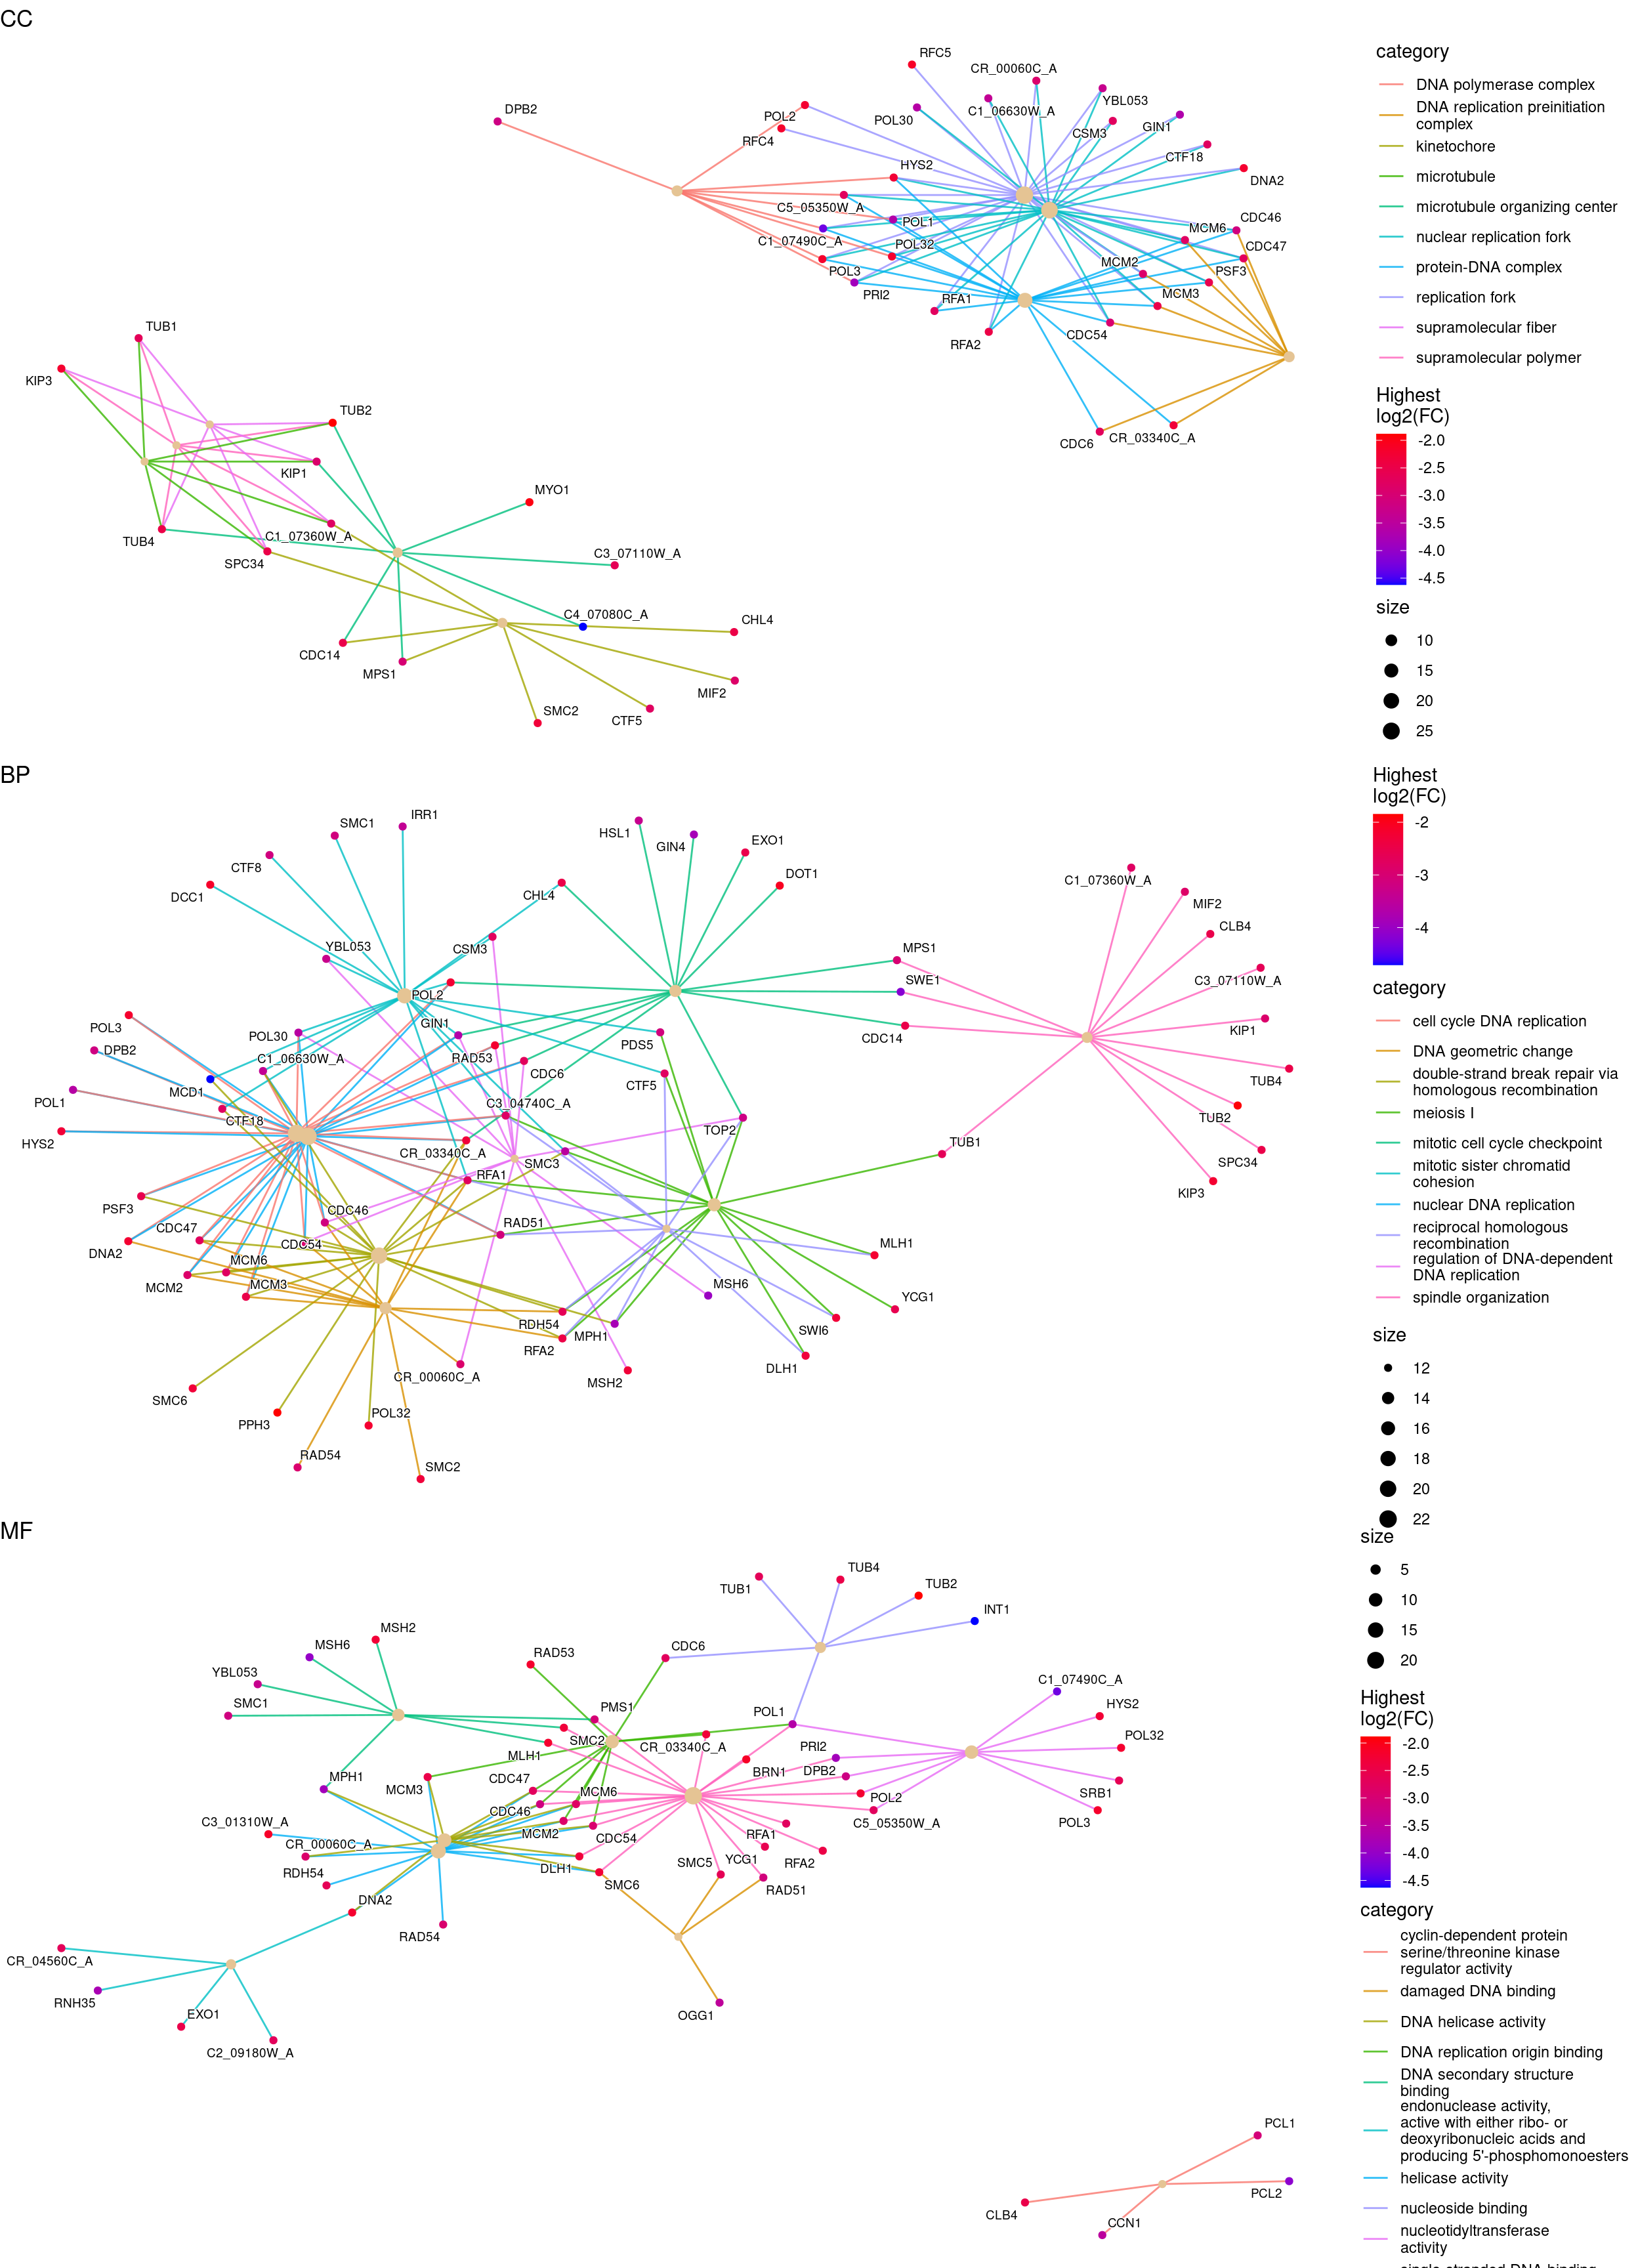 CC
RFC5
CR_00060C_A
DPB2
POL2
POL30
C1_06630W_A
YBL053
RFC4
CSM3
GIN1
HYS2
CTF18
DNA2
C5_05350W_A
POL1
CDC46
MCM6
C1_07490C_A
POL32
CDC47
POL3
MCM2
PSF3
PRI2
RFA1
MCM3
RFA2
CDC54
TUB1
KIP3
TUB2
CDC6
CR_03340C_A
KIP1
MYO1
TUB4
C1_07360W_A
SPC34
C3_07110W_A
C4_07080C_A
CHL4
CDC14
MPS1
MIF2
SMC2
CTF5
category
DNA polymerase complex
DNA replication preinitiation
complex
kinetochore
microtubule
microtubule organizing center
nuclear replication fork
protein-DNA complex
replication fork
supramolecular fiber
supramolecular polymer
Highest
log2(FC)
-2.0
-2.5
-3.0
-3.5
-4.0
-4.5
size
10
15
20
25
BP
SMC1
IRR1
HSL1
GIN4
EXO1
CTF8
DCC1
CHL4
DOT1
C1_07360W_A
MIF2
CLB4
YBL053
CSM3
MPS1
C3_07110W_A
SWE1
POL2
POL3
POL30
GIN1
KIP1
DPB2
C1_06630W_A
RAD53
PDS5
CDC14
CDC6
CTF5
TUB4
POL1
MCD1
C3_04740C_A
TUB2
CTF18
TOP2
HYS2
CR_03340C_A
SMC3
TUB1
SPC34
RFA1
KIP3
PSF3
CDC46
CDC47
RAD51
DNA2
CDC54
MLH1
MCM6
MCM2
MCM3
MSH6
YCG1
RDH54
MPH1
SWI6
RFA2
DLH1
CR_00060C_A
MSH2
SMC6
PPH3
POL32
RAD54
SMC2
Highest
log2(FC)
-2
-3
-4
category
cell cycle DNA replication
DNA geometric change
double-strand break repair via
homologous recombination
meiosis I
mitotic cell cycle checkpoint
mitotic sister chromatid
cohesion
nuclear DNA replication
reciprocal homologous
recombination
regulation of DNA-dependent
DNA replication
spindle organization
size
12
14
16
18
20
22
MF
TUB1
TUB4
TUB2
INT1
MSH2
MSH6
RAD53
CDC6
YBL053
C1_07490C_A
SMC1
PMS1
POL1
HYS2
SMC2
CR_03340C_A
POL32
MLH1
PRI2
BRN1
DPB2
MPH1
MCM3
CDC47
MCM6
POL2
SRB1
C3_01310W_A
CDC46
C5_05350W_A
POL3
MCM2
CDC54
RFA1
CR_00060C_A
RFA2
RDH54
DLH1
SMC5
YCG1
SMC6
RAD51
DNA2
RAD54
CR_04560C_A
RNH35
EXO1
OGG1
C2_09180W_A
PCL1
PCL2
CLB4
CCN1
size
5
10
15
20
Highest
log2(FC)
-2.0
-2.5
-3.0
-3.5
-4.0
-4.5
category
cyclin-dependent protein
serine/threonine kinase
regulator activity
damaged DNA binding
DNA helicase activity
DNA replication origin binding
DNA secondary structure
binding
endonuclease activity,
active with either ribo- or
deoxyribonucleic acids and
producing 5'-phosphomonoesters
helicase activity
nucleoside binding
nucleotidyltransferase
activity